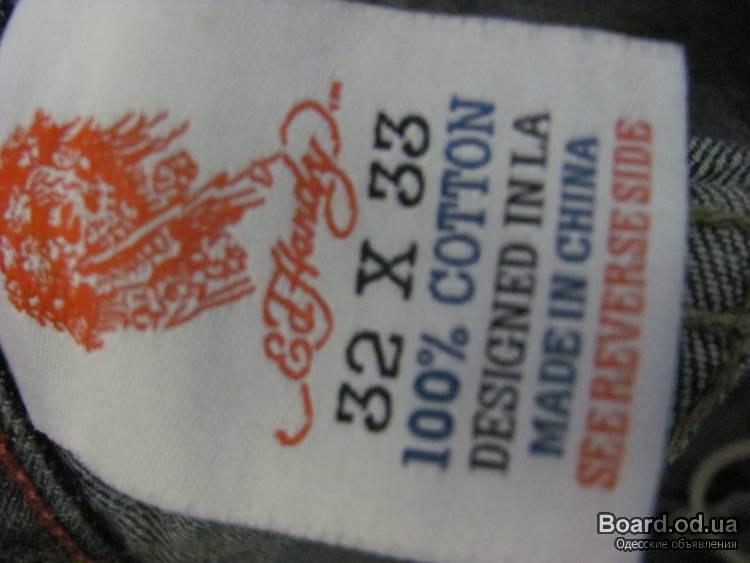 Ed Hardy™
32 X 33
100% COTTON
DESIGNED IN LA
MADE IN CHINA
SEE REVERSE SIDE
Board.od.ua
Одесские объявления